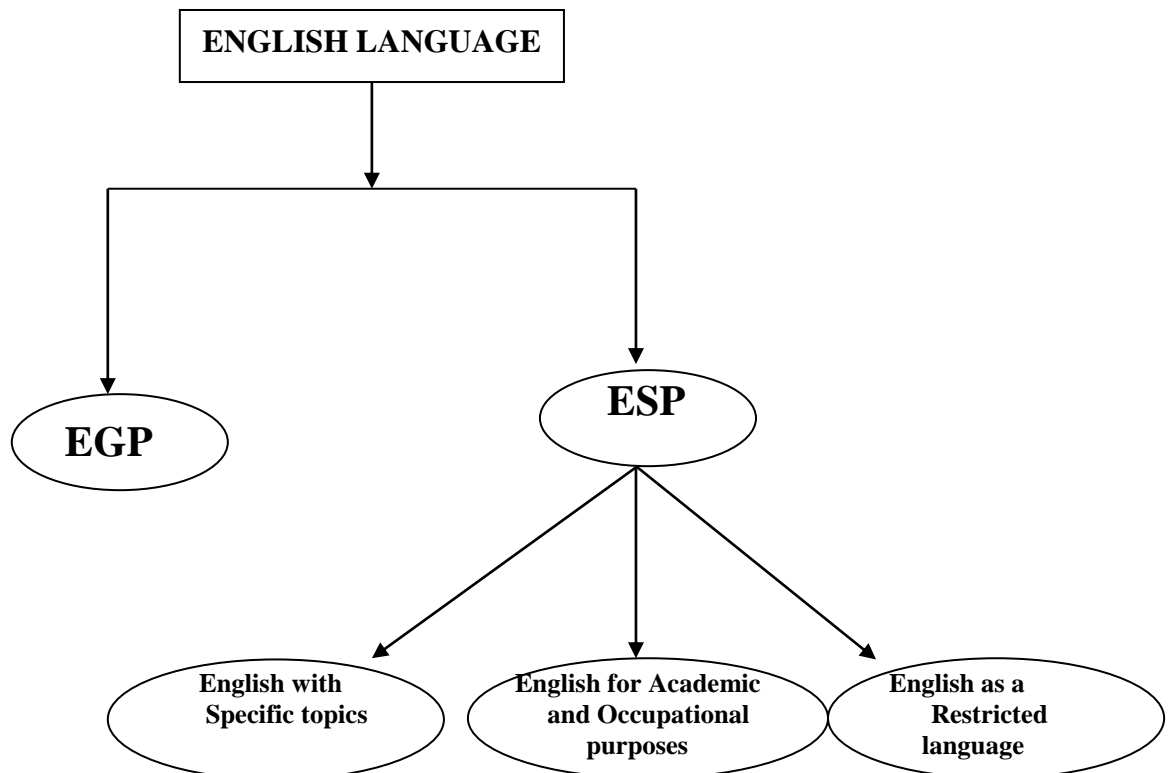 ENGLISH LANGUAGE
ESP
EGP
English with
Specific topics
English for Academic
and Occupational
purposes
English as a
Restricted
language